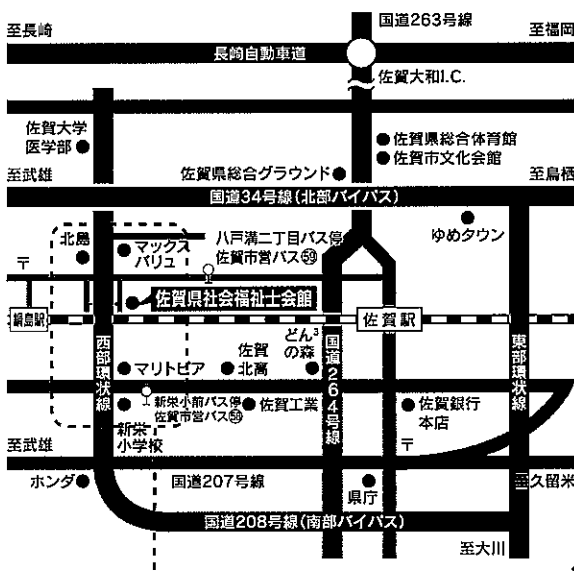 国道263号線
至長崎
至福岡
長崎自動車道
佐賀大和I.C.
佐賀大学
医学部
佐賀県総合体育館
佐賀市文化会館
至武雄
佐賀県総合グラウンド
至鳥栖
国道34号線(北部バイパス)
北島
マックス
バリュ
八戸溝二丁目バス停
佐賀市営バス59
ゆめタウン
〒
佐賀県社会福祉士会館
鍋島駅
佐賀駅
西部環状線
どん3
の森
国道264号線
東部環状線
マリトピア
佐賀
北高
新栄小前バス停
佐賀市営バス56
佐賀工業
佐賀銀行
本店
新栄
小学校
至武雄
〒
ホンダ
国道207号線
県庁
至久留米
国道208号線(南部バイパス)
至大川